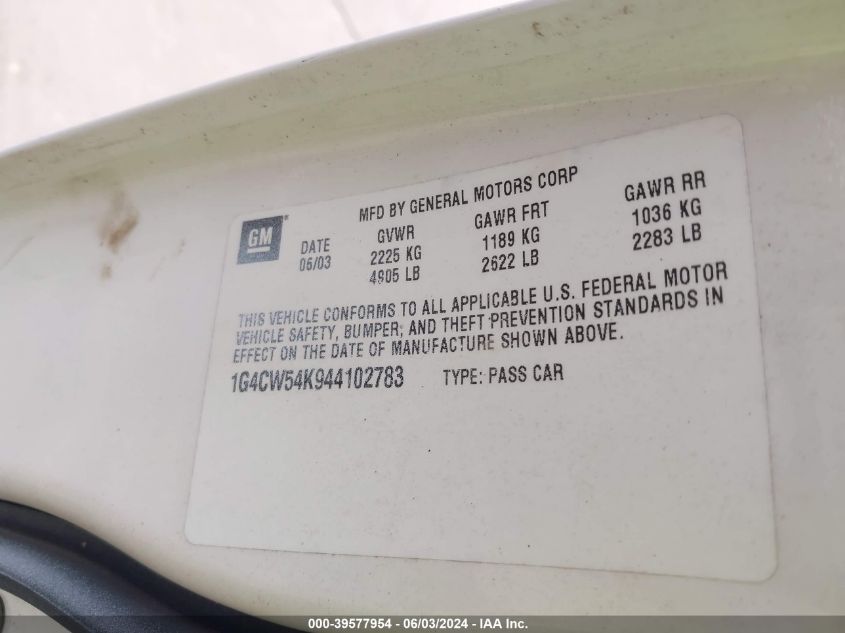 MFD BY GENERAL MOTORS CORP
GM
DATE GVWR GAWR FRT GAWR RR
06/03 2225 KG 1189 KG 1036 KG
4905 LB 2622 LB 2283 LB
THIS VEHICLE CONFORMS TO ALL APPLICABLE U.S. FEDERAL MOTOR
VEHICLE SAFETY, BUMPER, AND THEFT PREVENTION STANDARDS IN
EFFECT ON THE DATE OF MANUFACTURE SHOWN ABOVE.
1G4CW54K944102783 TYPE: PASS CAR
000-39577954 - 06/03/2024 - IAA Inc.